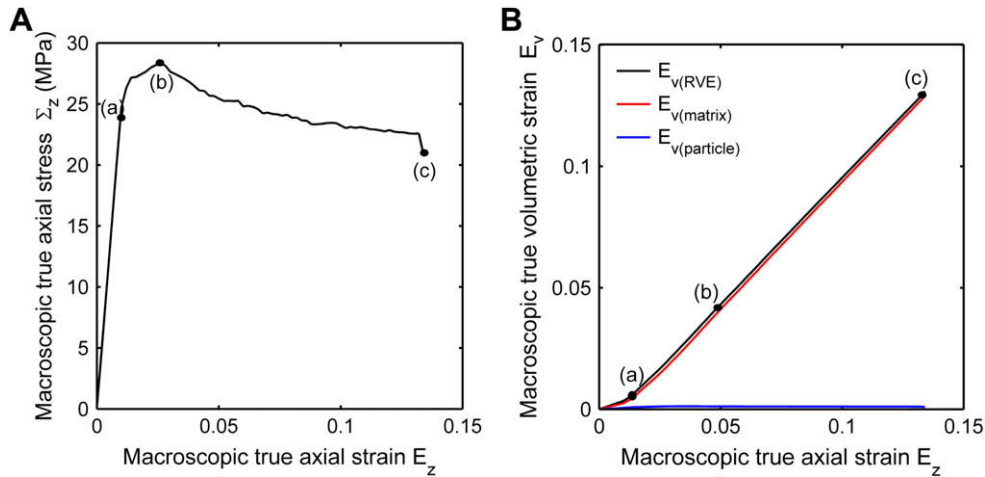 A
Macroscopic true axial stress Σz (MPa)
30
25
20
15
10
5
0
(a)
(b)
(c)
0
0.05
0.1
0.15
Macroscopic true axial strain Ez
B
Macroscopic true volumetric strain Ev
0.15
0.1
0.05
0
Ev(RVE)
Ev(matrix)
Ev(particle)
(c)
(b)
(a)
0
0.05
0.1
0.15
Macroscopic true axial strain Ez